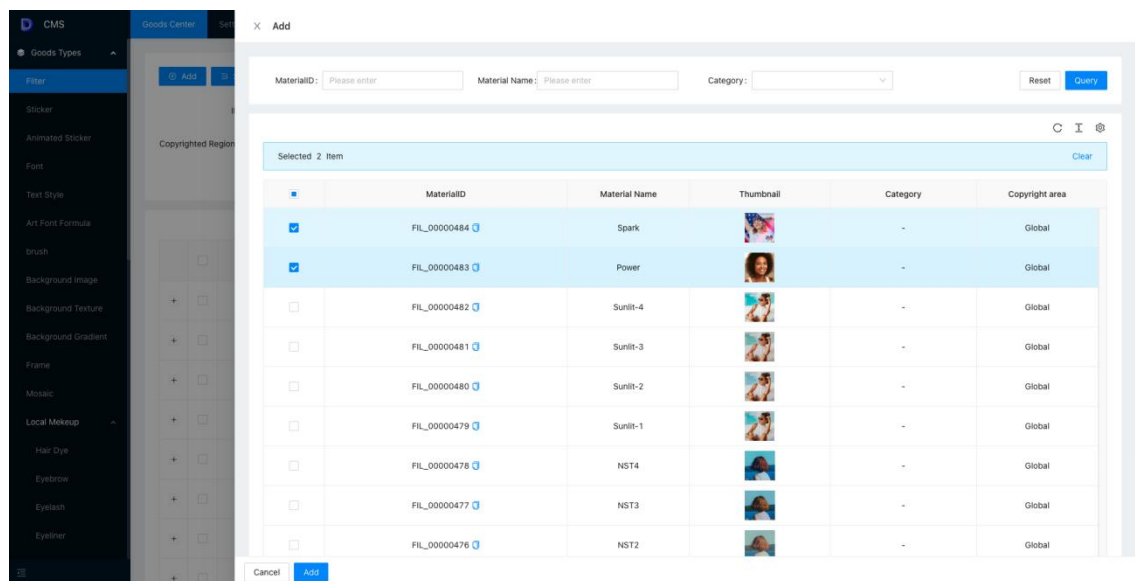 CMS
Goods Center
Add
Goods Types
Filter
Add
MaterialID: Please enter
Material Name: Please enter
Category:
Reset
Query
Sticker
Animated Sticker
Copyrighted Region
Selected 2 Item
Clear
Font
Text Style
MaterialID
Material Name
Thumbnail
Category
Copyright area
Art Font Formula
FIL_00000484
Spark
-
Global
brush
FIL_00000483
Power
-
Global
Background Image
Background Texture
FIL_00000482
Sunlit-4
-
Global
Background Gradient
FIL_00000481
Sunlit-3
-
Global
Frame
FIL_00000480
Sunlit-2
-
Global
Mosaic
Local Mekeup
FIL_00000479
Sunlit-1
-
Global
Hair Dye
FIL_00000478
NST4
-
Global
Eyebrow
Eyelash
FIL_00000477
NST3
-
Global
Eyeliner
FIL_00000476
NST2
-
Global
Cancel
Add